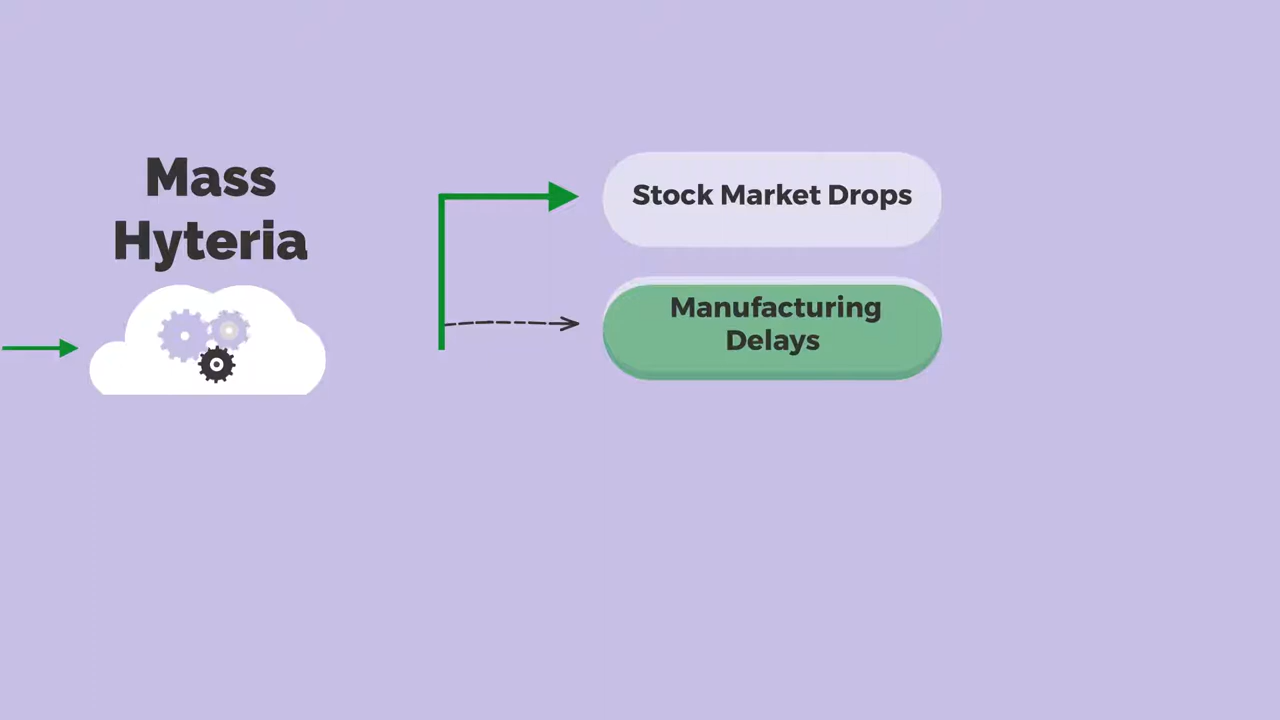 Mass
Hyteria
Stock Market Drops
Manufacturing
Delays